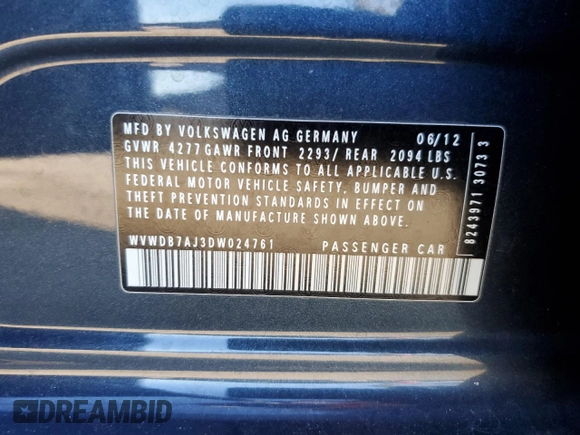 MFD BY VOLKSWAGEN AG GERMANY 06/12
GVWR 4277 GAWR FRONT 2293/ REAR 2094 LBS
THIS VEHICLE CONFORMS TO ALL APPLICABLE U.S.
FEDERAL MOTOR VEHICLE SAFETY, BUMPER AND
THEFT PREVENTION STANDARDS IN EFFECT ON
THE DATE OF MANUFACTURE SHOWN ABOVE.
WVWDB7AJ3DW024761 PASSENGER CAR
8243971 3073 3
DREAMBID